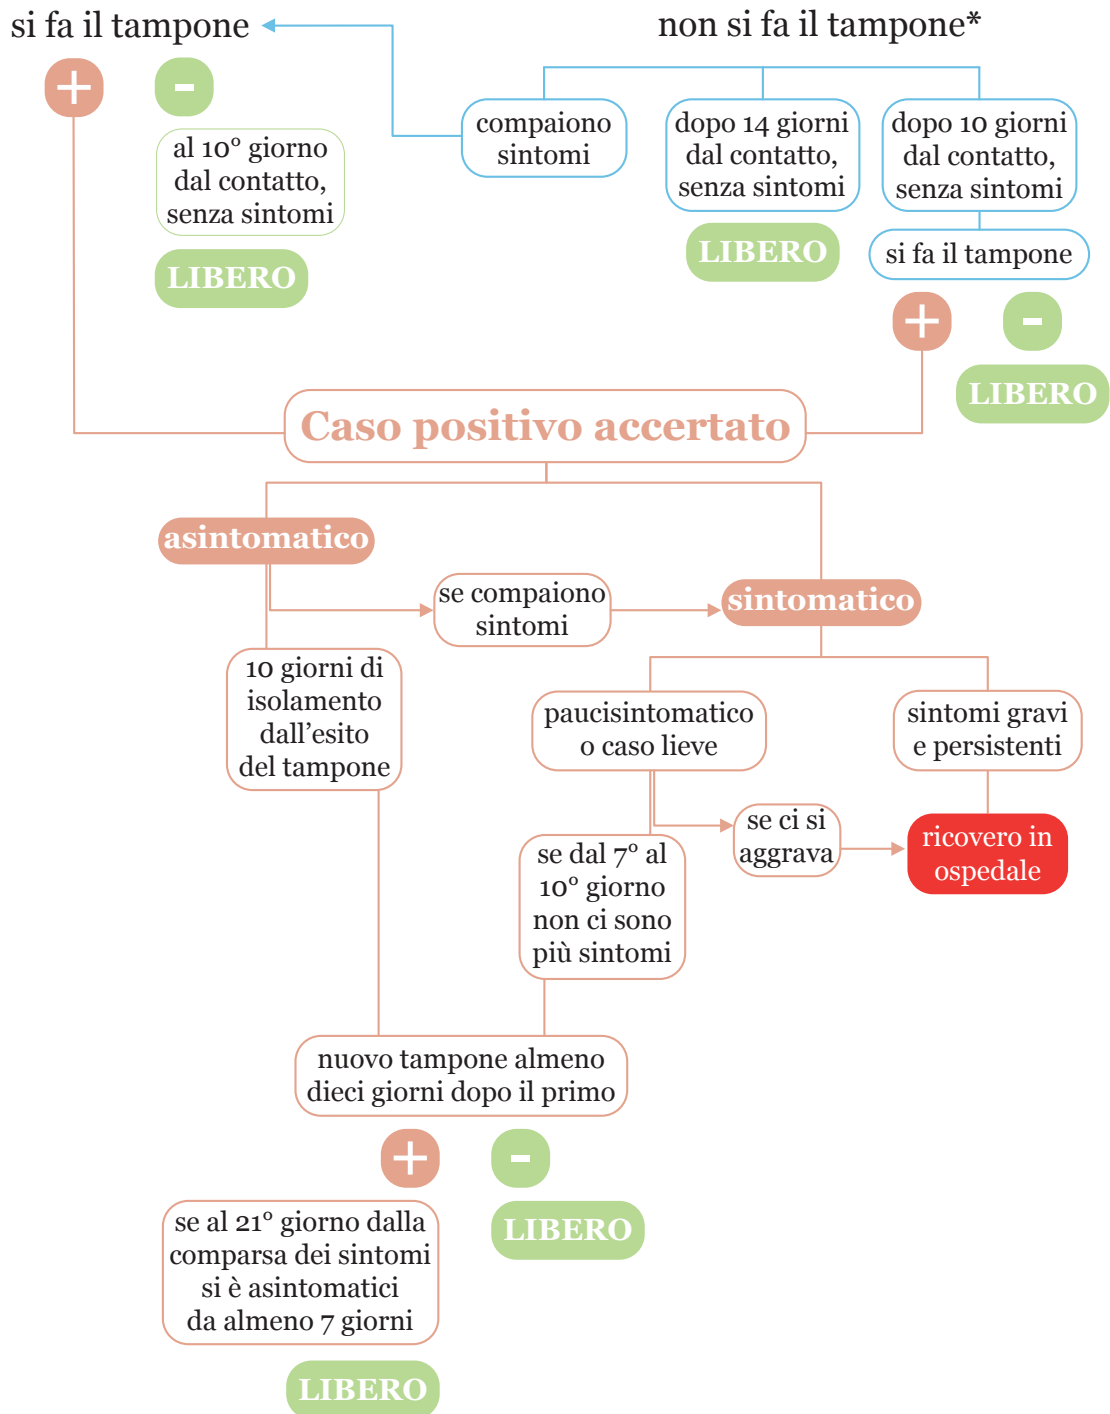 si fa il tampone
+
-
al 10° giorno
dal contatto,
senza sintomi
LIBERO
non si fa il tampone*
compaiono
sintomi
dopo 14 giorni
dal contatto,
senza sintomi
LIBERO
dopo 10 giorni
dal contatto,
senza sintomi
si fa il tampone
+
-
LIBERO
Caso positivo accertato
asintomatico
se compaiono
sintomi
sintomatico
10 giorni di
isolamento
dall’esito
del tampone
paucisintomatico
o caso lieve
sintomi gravi
e persistenti
se ci si
aggrava
ricovero in
ospedale
se dal 7° al
10° giorno
non ci sono
più sintomi
nuovo tampone almeno
dieci giorni dopo il primo
+
-
se al 21° giorno dalla
comparsa dei sintomi
si è asintomatici
da almeno 7 giorni
LIBERO
LIBERO